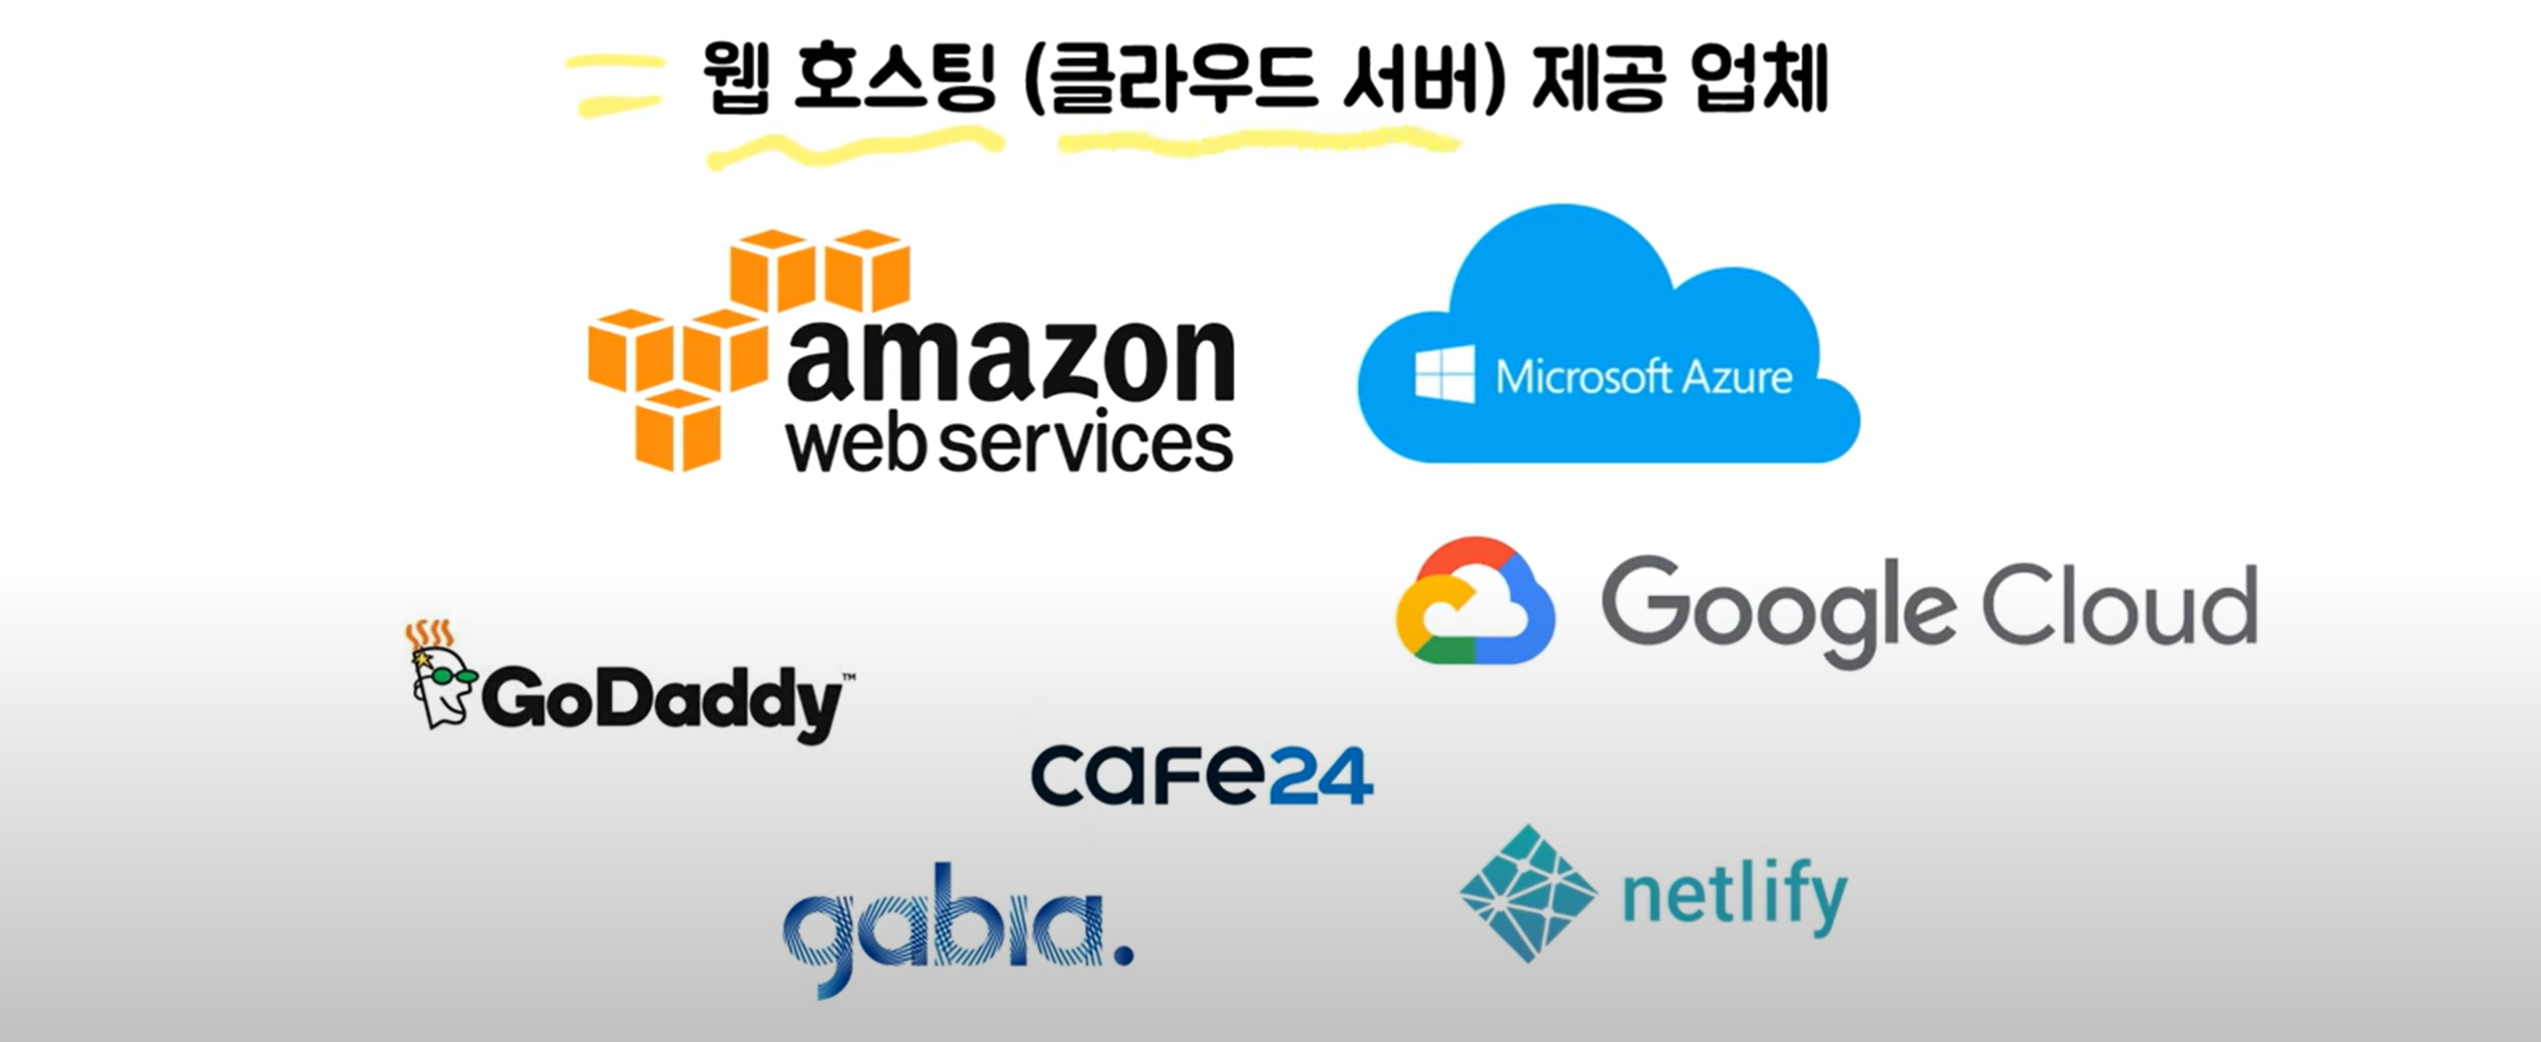 웹 호스팅 (클라우드 서버) 제공 업체
amazon
web services
Microsoft Azure
Google Cloud
GoDaddy™
cafe24
gabia.
netlify